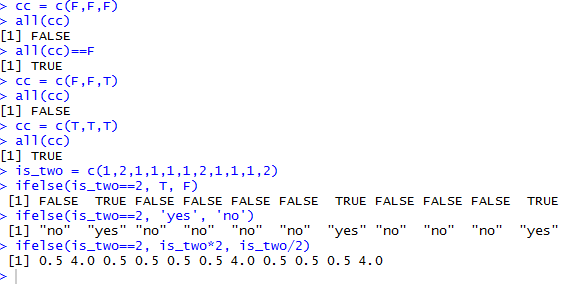 > cc = c(F,F,F)
> all(cc)
[1] FALSE
> all(cc)==F
[1] TRUE
> cc = c(F,F,T)
> all(cc)
[1] FALSE
> cc = c(T,T,T)
> all(cc)
[1] TRUE
> is_two = c(1,2,1,1,1,1,2,1,1,1,2)
> ifelse(is_two==2, T, F)
 [1] FALSE  TRUE FALSE FALSE FALSE FALSE  TRUE FALSE FALSE FALSE  TRUE
> ifelse(is_two==2, 'yes', 'no')
 [1] "no"  "yes" "no"  "no"  "no"  "no"  "yes" "no"  "no"  "no"  "yes"
> ifelse(is_two==2, is_two*2, is_two/2)
 [1] 0.5 4.0 0.5 0.5 0.5 0.5 4.0 0.5 0.5 0.5 4.0
>